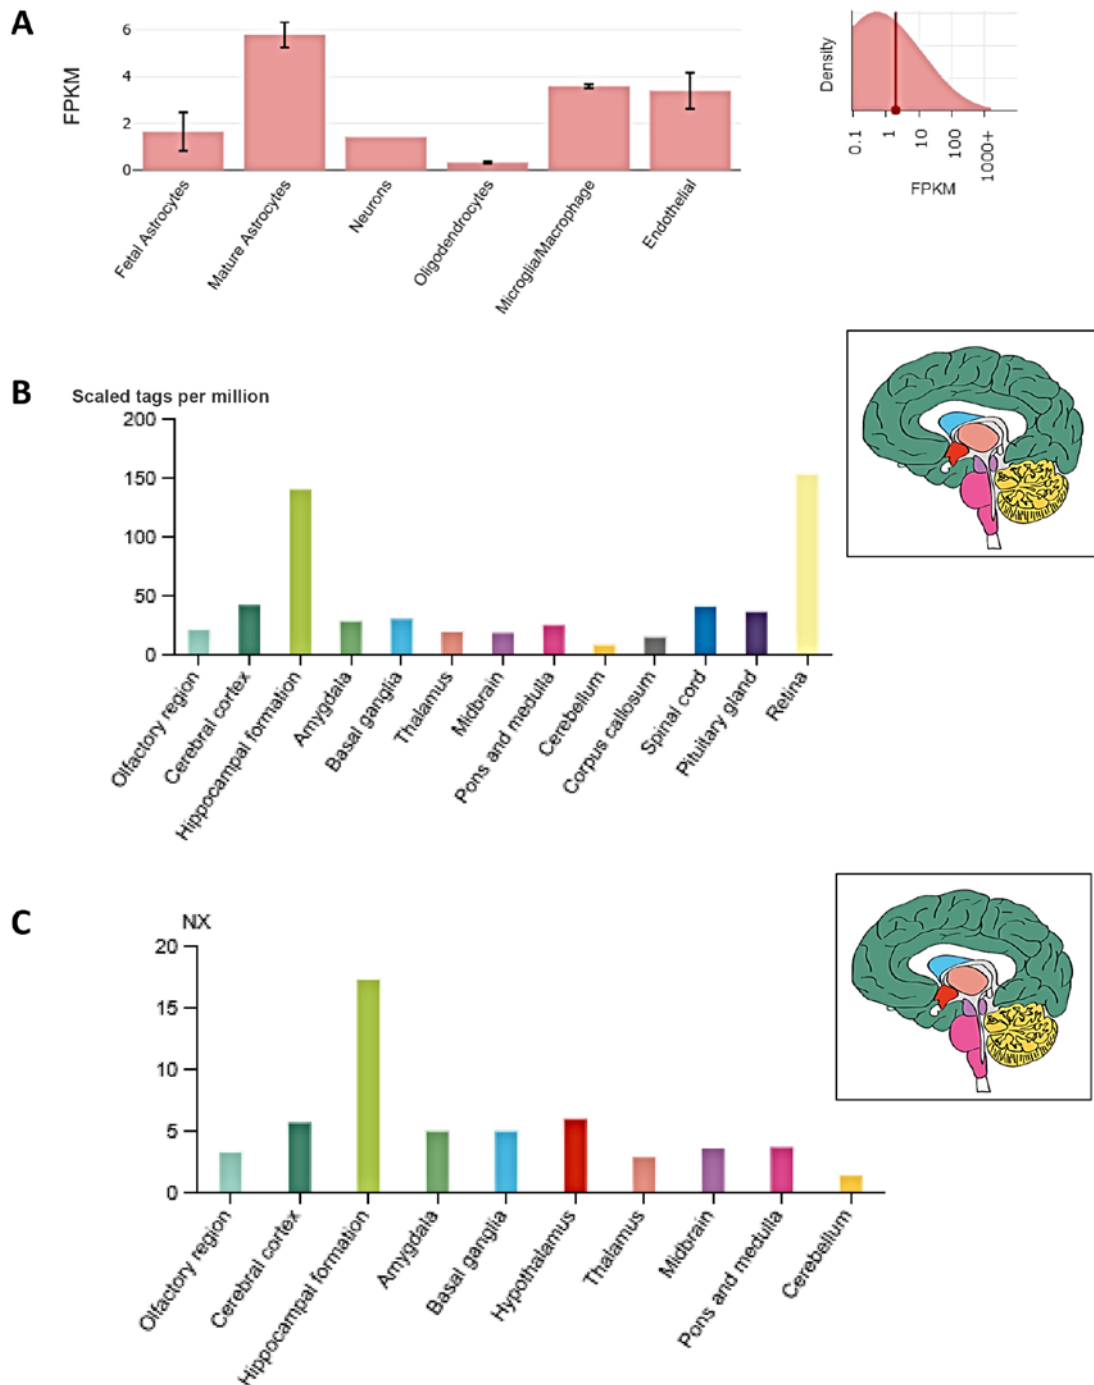 A
FPKM
6
4
2
0
Fetal Astrocytes
Mature Astrocytes
Neurons
Oligodendrocytes
Microglia/Macrophage
Endothelial
Density
0.1
1
10
100
1000+
FPKM
B
Scaled tags per million
200
150
100
50
0
Olfactory region
Cerebral cortex
Hippocampal formation
Amygdala
Basal ganglia
Thalamus
Midbrain
Pons and medulla
Cerebellum
Corpus callosum
Spinal cord
Pituitary gland
Retina
C
NX
20
15
10
5
0
Olfactory region
Cerebral cortex
Hippocampal formation
Amygdala
Basal ganglia
Hypothalamus
Thalamus
Midbrain
Pons and medulla
Cerebellum